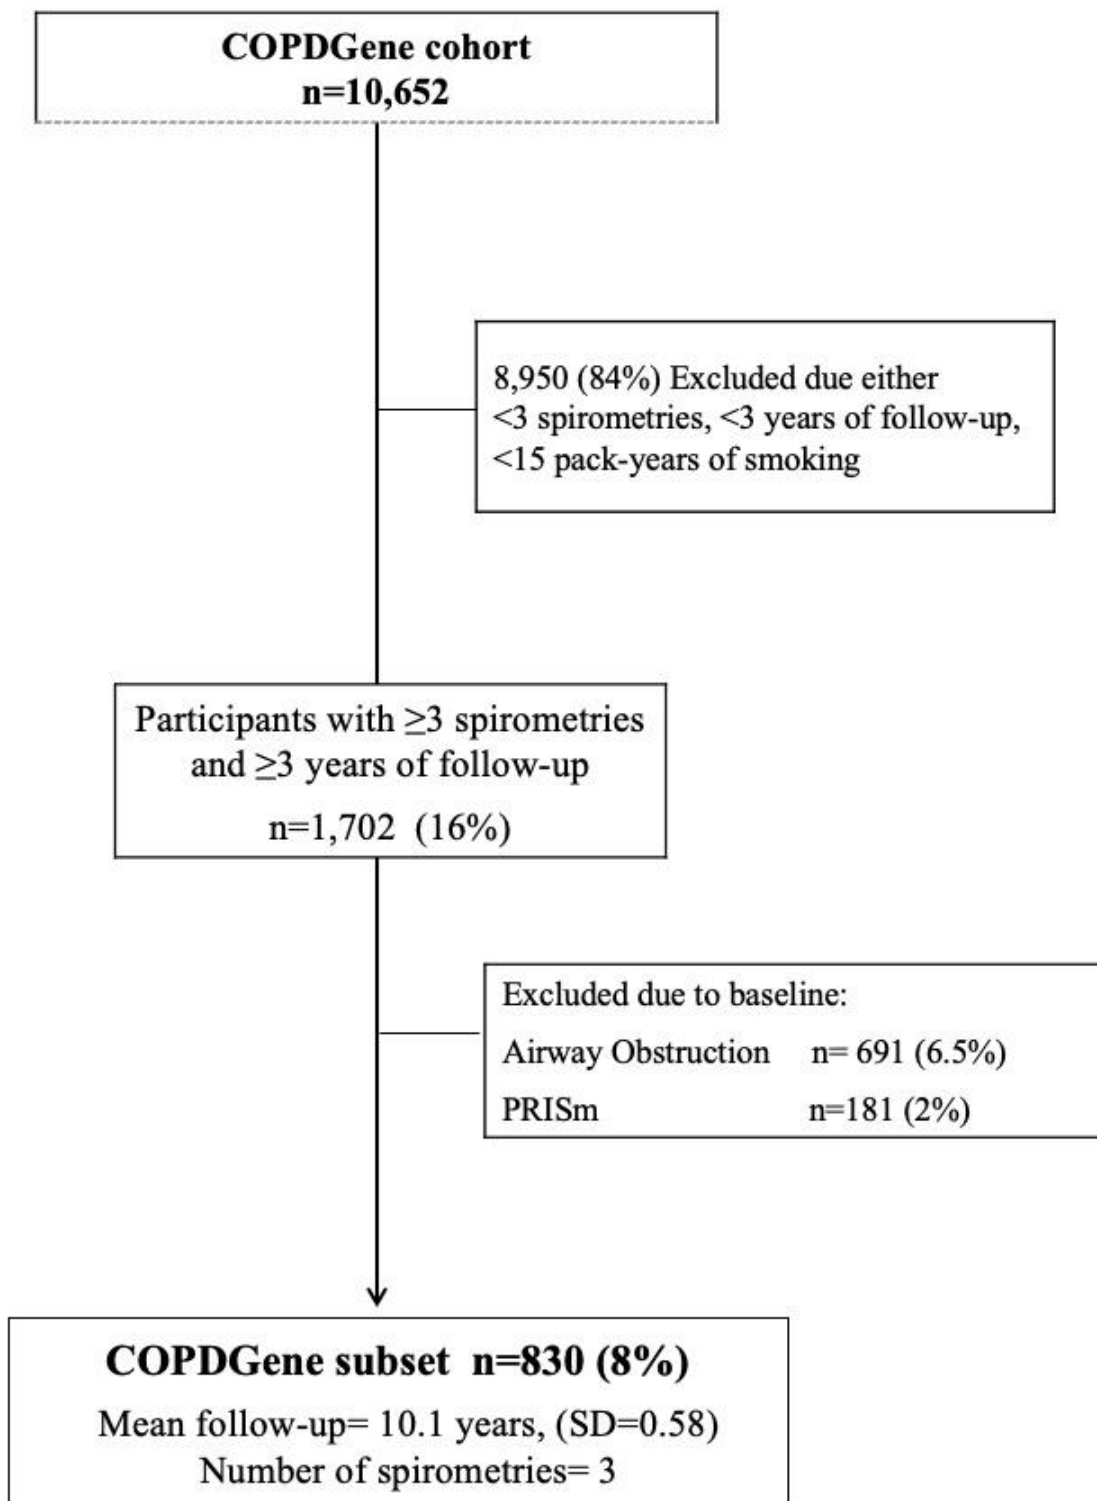 COPDGene cohort
n=10,652
8,950 (84%) Excluded due either
<3 spirometries, <3 years of follow-up,
<15 pack-years of smoking
Participants with ≥3 spirometries
and ≥3 years of follow-up
n=1,702 (16%)
Excluded due to baseline:
Airway Obstruction n= 691 (6.5%)
PRISm n=181 (2%)
COPDGene subset n=830 (8%)
Mean follow-up= 10.1 years, (SD=0.58)
Number of spirometries= 3